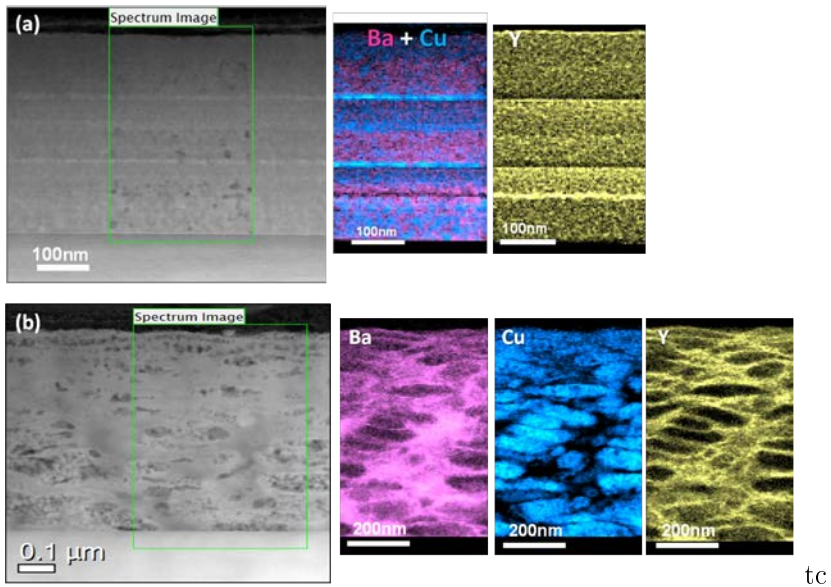 (a)
Spectrum Image
Ba + Cu
Y
100nm
100nm
100nm
(b)
Spectrum Image
Ba
Cu
Y
0.1 µm
200nm
200nm
200nm
tc